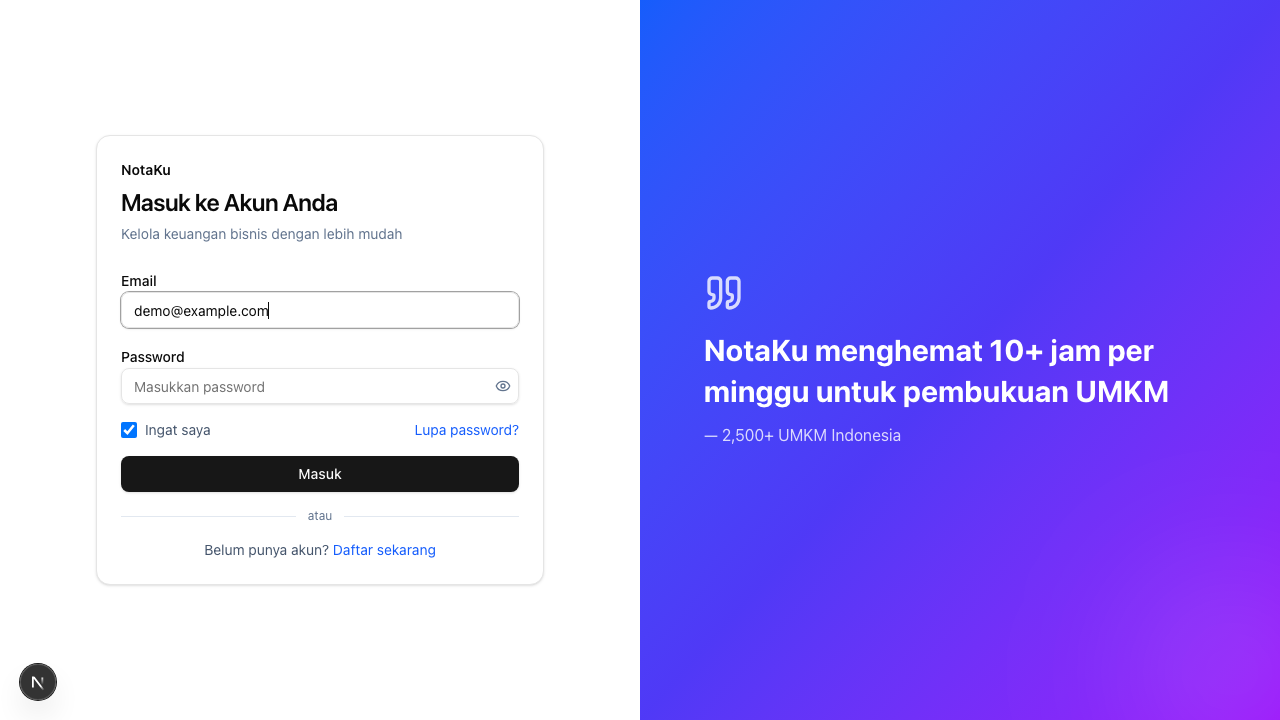 NotaKu
Masuk ke Akun Anda
Kelola keuangan bisnis dengan lebih mudah
Email
demo@example.com
Password
Masukkan password
Ingat saya
Lupa password?
Masuk
atau
Belum punya akun? Daftar sekarang
N
NotaKu menghemat 10+ jam per
minggu untuk pembukuan UMKM
— 2,500+ UMKM Indonesia